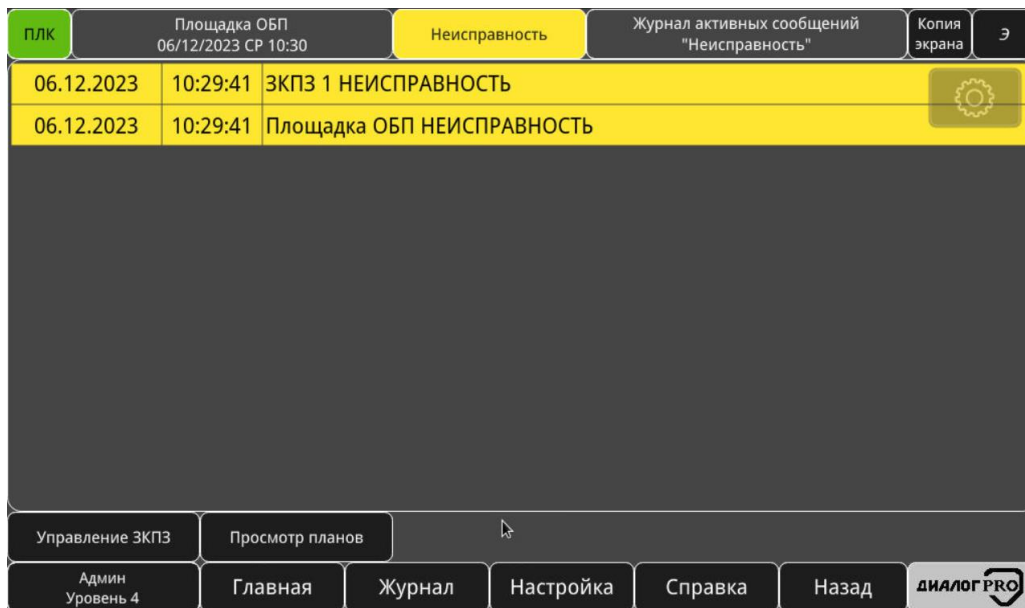 ПЛК
Площадка ОБП
06/12/2023 СР 10:30
Неисправность
Журнал активных сообщений
"Неисправность"
Копия
экрана
Э
06.12.2023 10:29:41 ЗКПЗ 1 НЕИСПРАВНОСТЬ
06.12.2023 10:29:41 Площадка ОБП НЕИСПРАВНОСТЬ
Управление ЗКПЗ
Просмотр планов
Админ
Уровень 4
Главная
Журнал
Настройка
Справка
Назад
ДИАЛОГ PRO